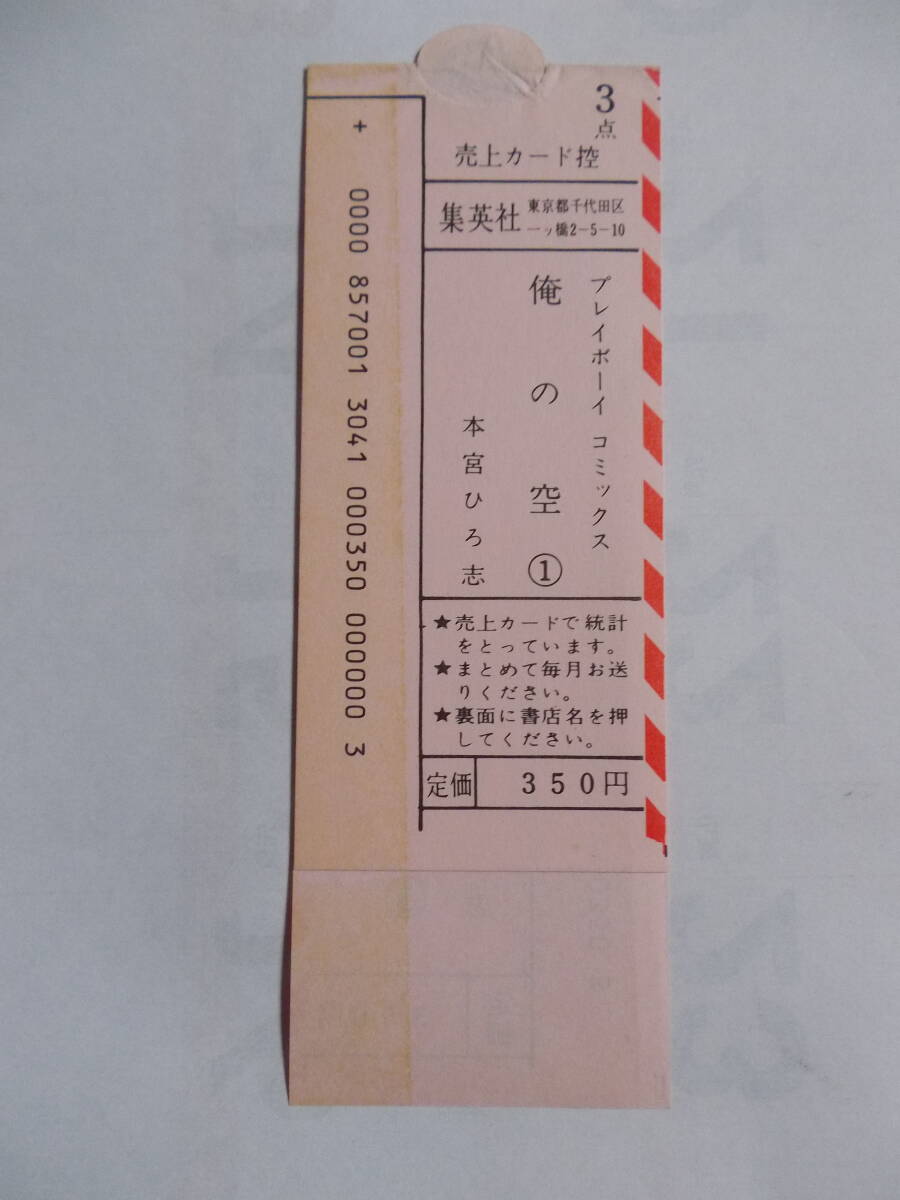 3
点
売上カード控
集英社
東京都千代田区
一ッ橋2-5-10
プレイボーイ コミックス
俺の空①
本宮ひろ志
★売上カードで統計
をとっています。
★まとめて毎月お送
りください。
★裏面に書店名を押
してください。
定価 350円
+ 0000 857001 3041 000350 000000 3